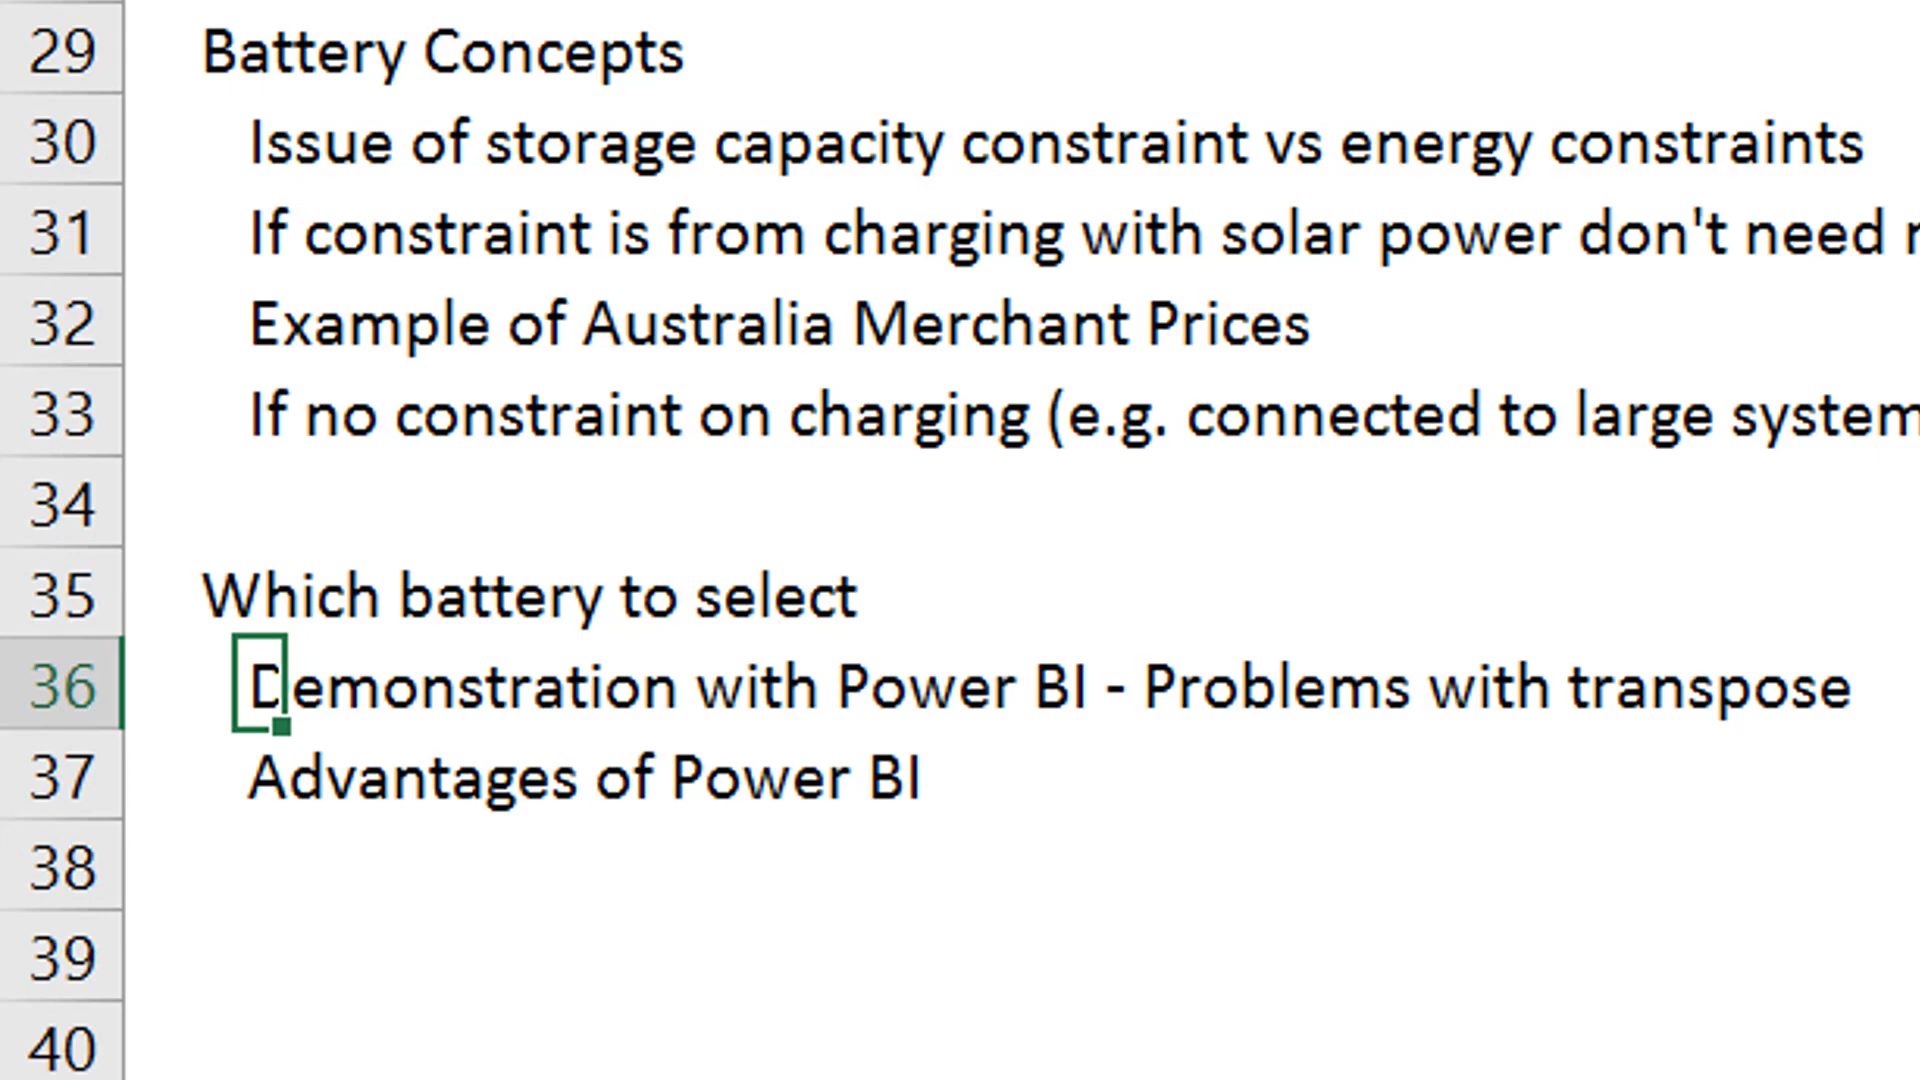 29 Battery Concepts
30 Issue of storage capacity constraint vs energy constraints
31 If constraint is from charging with solar power don't need
32 Example of Australia Merchant Prices
33 If no constraint on charging (e.g. connected to large system
34
35 Which battery to select
36 Demonstration with Power BI - Problems with transpose
37 Advantages of Power BI
38
39
40